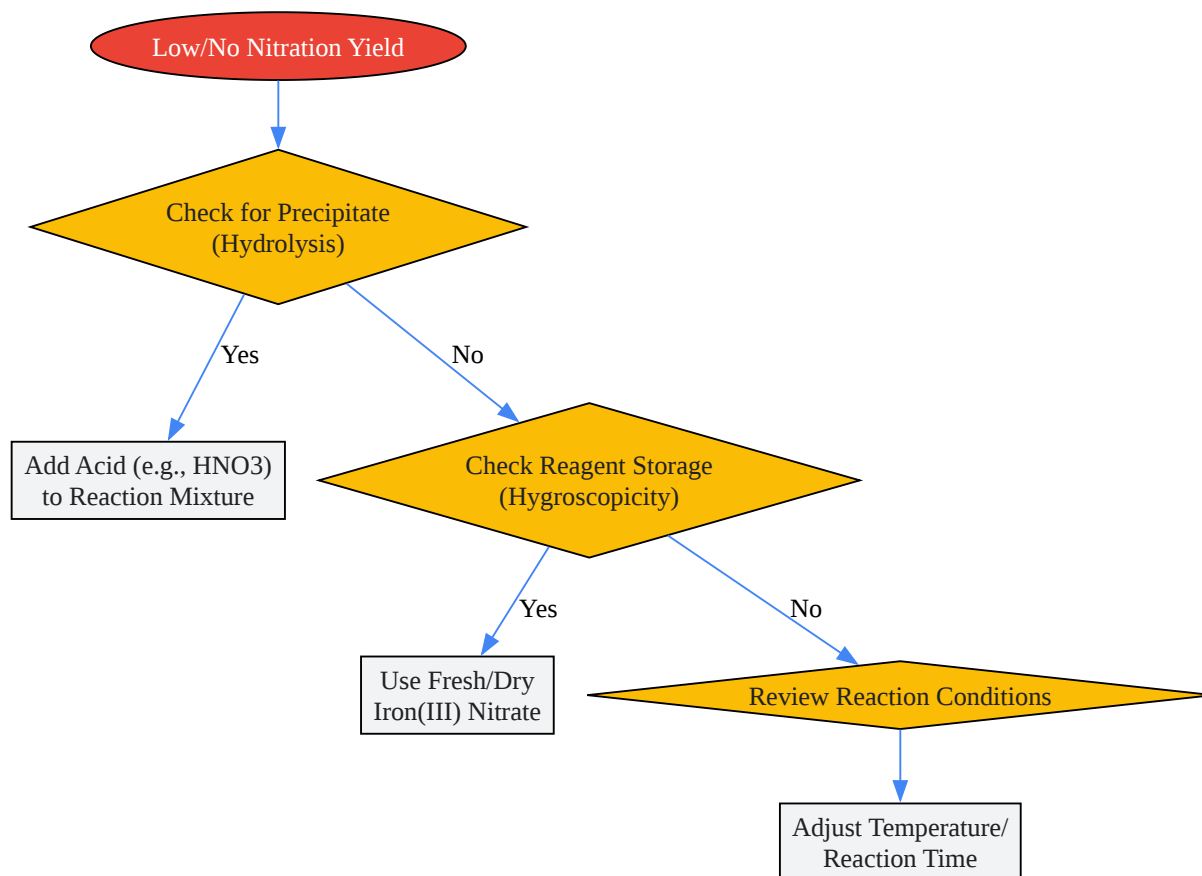 Low/No Nitration Yield
Check for Precipitate
(Hydrolysis)
Yes
No
Add Acid (e.g., HNO3)
to Reaction Mixture
Check Reagent Storage
(Hygroscopicity)
Yes
No
Use Fresh/Dry
Iron(III) Nitrate
Review Reaction Conditions
Adjust Temperature/
Reaction Time